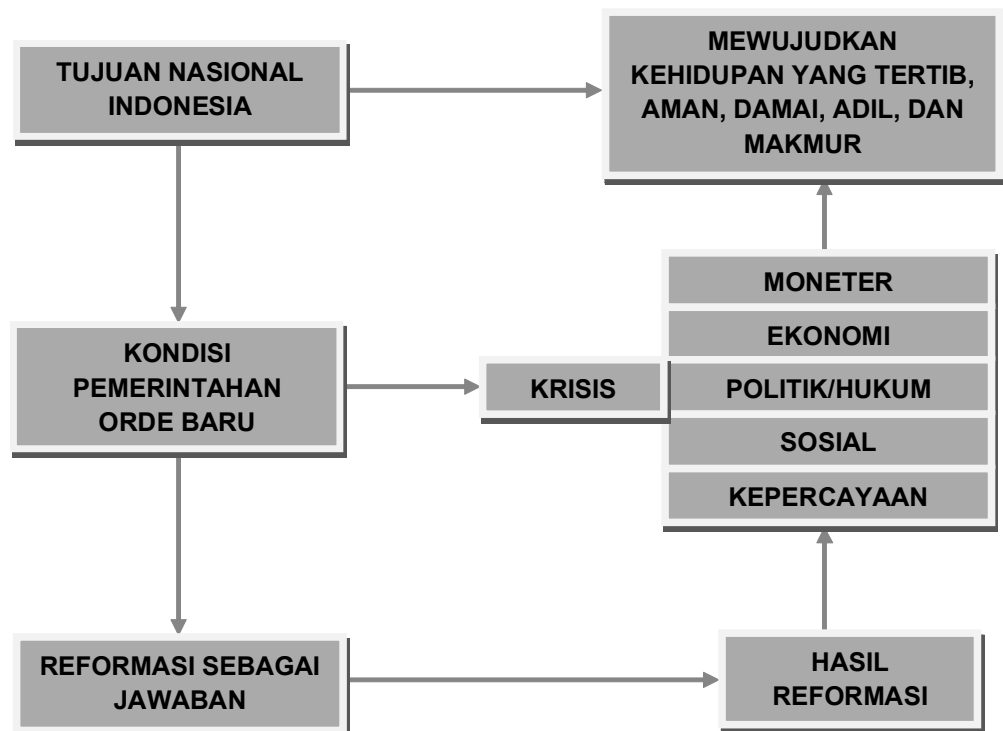 TUJUAN NASIONAL
INDONESIA
MEWUJUDKAN
KEHIDUPAN YANG TERTIB,
AMAN, DAMAI, ADIL, DAN
MAKMUR
KONDISI
PEMERINTAHAN
ORDE BARU
KRISIS
MONETER
EKONOMI
POLITIK/HUKUM
SOSIAL
KEPERCAYAAN
REFORMASI SEBAGAI
JAWABAN
HASIL
REFORMASI